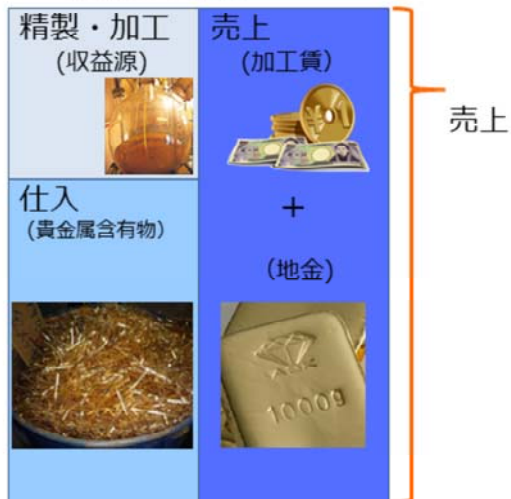 精製・加工
(収益源)
仕入
(貴金属含有物)
売上
(加工賃)
+
(地金)
1000g
売上